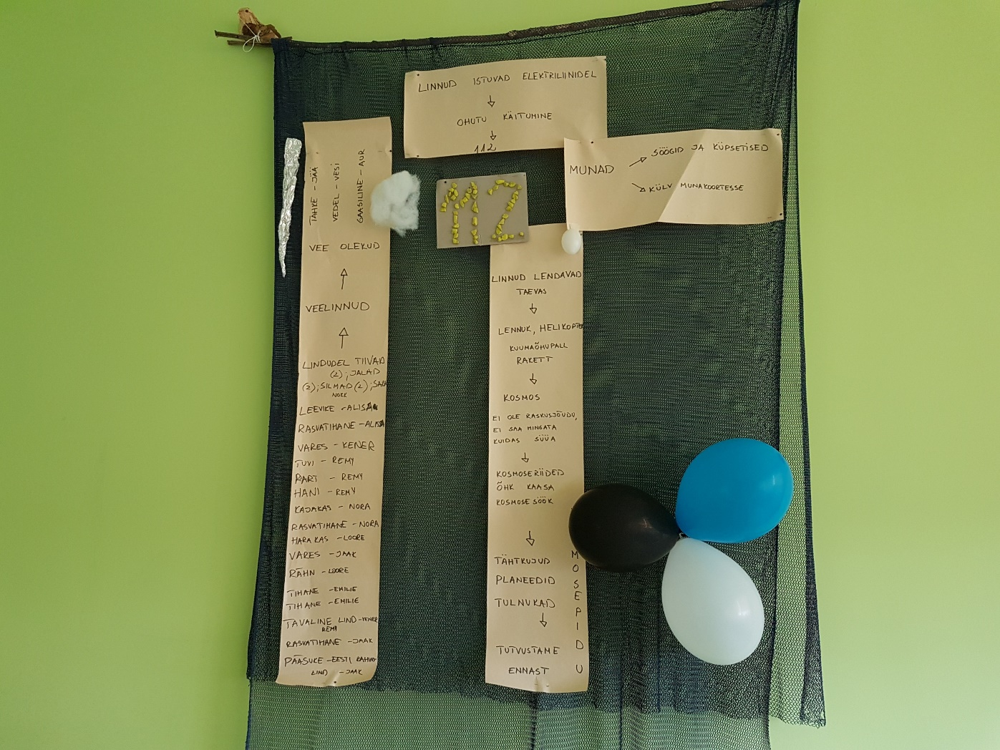 LINNUD ISTUVAD ELEKTRILIINIDEL
OHUTU KÄITUMINE
112
MUNAD
SÖÖGID JA KÜPSETISED
KÜLV MUNAKOORTESSE
112
TAHKE - JÄÄ
VEDEL - VESI
GAASILINE - AUR
VEE OLEKUD
VEELINNUD
LINDUDEL TIIVAD
(2); JALAD
(2); SILMAD (2); SABA
NOKK
LEEVIKE - ALISA
RASVATIHANE - ALISA
VARES - KENER
TUVI - REMY
PART - REMY
HANI - REMY
KAJAKAS - NORA
RASVATIHANE - NORA
HARAKAS - LOORE
VARES - JAAK
RÄHN - LOORE
TIHANE - EMILIE
TIHANE - EMILIE
TAVALINE LIND - KENER
REMI
RASVATIHANE - JAAK
PÄÄSUKE - EESTI RAHVUS
LIND - JAAK
LINNUD LENDAVAD
TAEVAS
LENNUK, HELIKOPTER
KUUMAÕHUPALL
RAKETT
KOSMOS
EI OLE RASKUSJÕUDU,
EI SAA HINGATA
KUIDAS SÜÜA
KOSMOSERIIDED
ÕHK KAASA
KOSMOSE SÖÖK
TÄHTKUJUD
PLANEEDID
TULNUKAD
TUTVUSTAME
ENNAST
MOSEPIDU